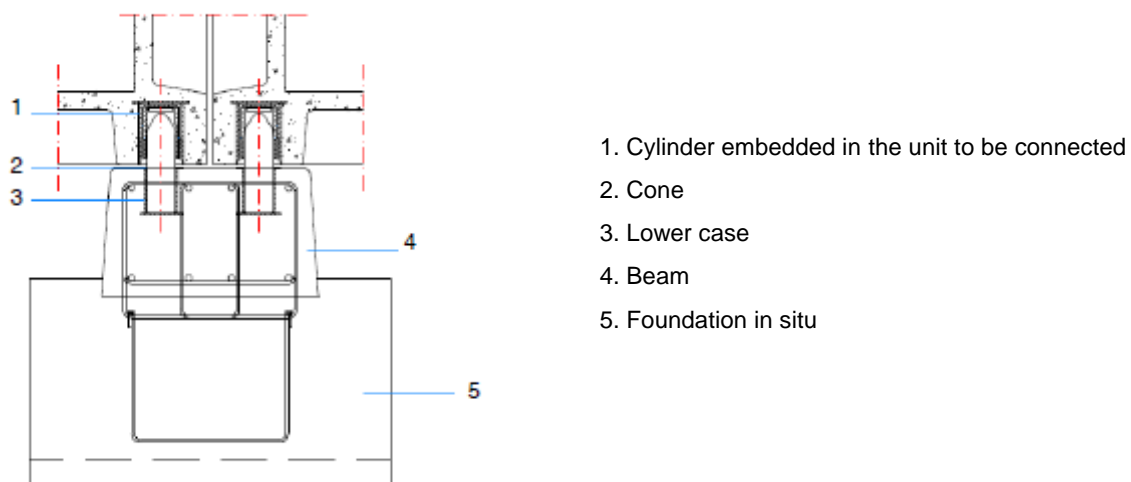 1
2
3
4
5
1. Cylinder embedded in the unit to be connected
2. Cone
3. Lower case
4. Beam
5. Foundation in situ